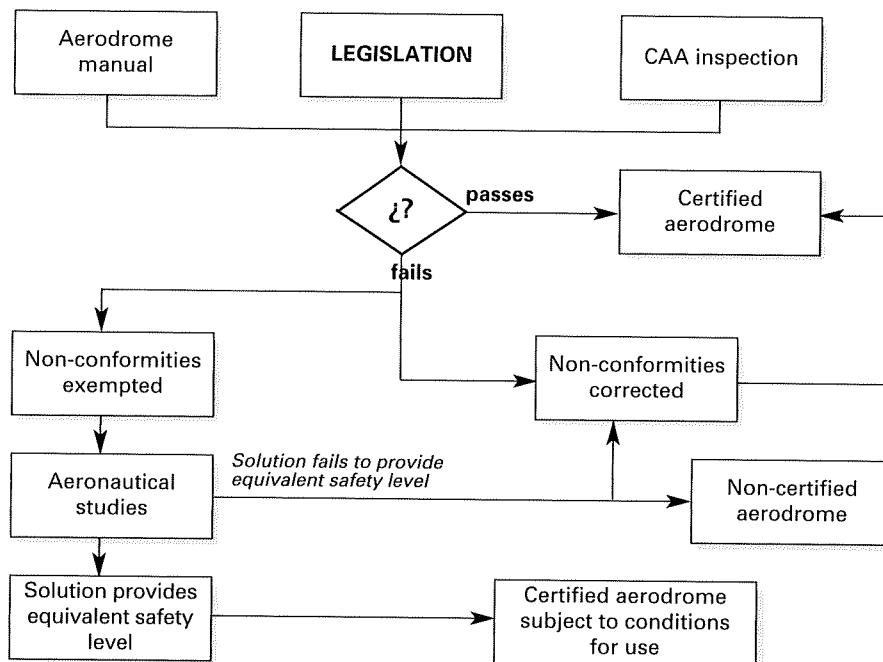 Aerodrome
manual
LEGISLATION
CAA inspection
¿?
passes
Certified
aerodrome
fails
Non-conformities
exempted
Non-conformities
corrected
Aeronautical
studies
Solution fails to provide
equivalent safety level
Non-certified
aerodrome
Solution provides
equivalent safety
level
Certified aerodrome
subject to conditions
for use